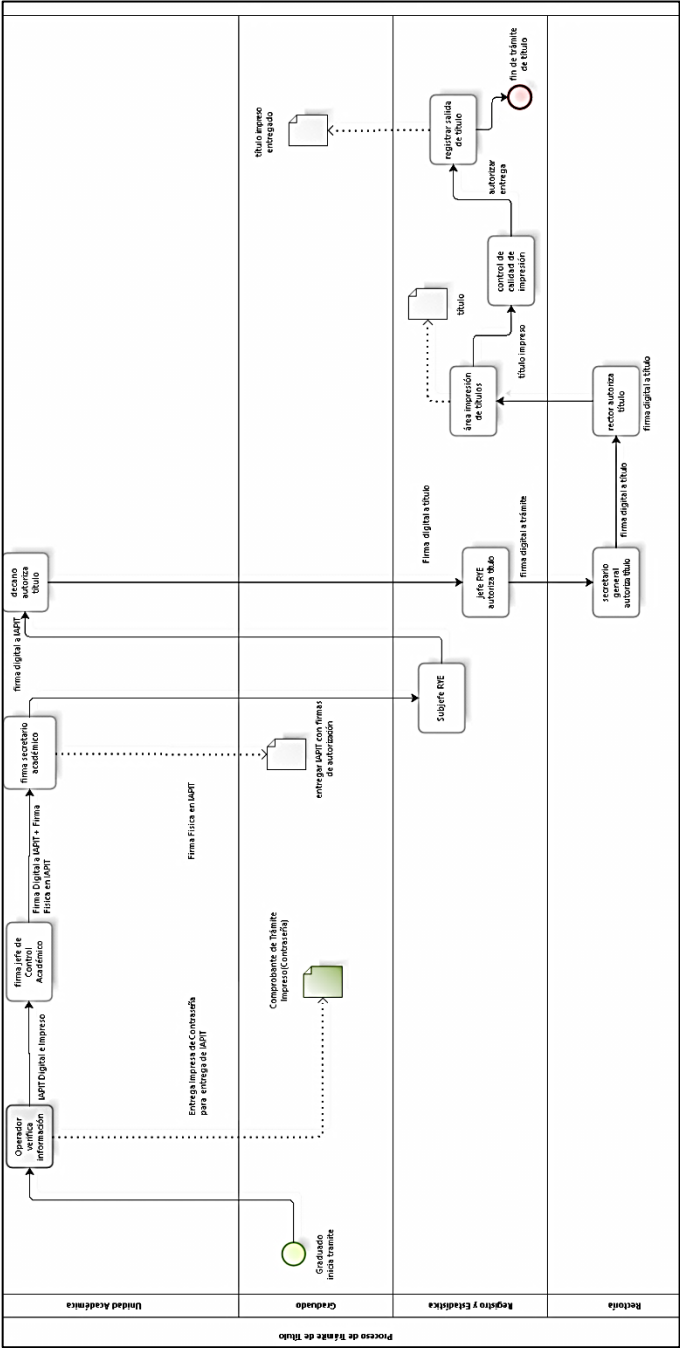 Proceso de Trámite de Título
Unidad Académica
Operador
verifica
información
IAPIT Digital e Impreso
firma jefe de
Control
Académico
Firma Digital a IAPIT + Firma
Física en IAPIT
firma secretario
académico
firma digital a IAPIT
decano
autoriza
título
Entrega Impresa de Contraseña
para entrega de IAPIT
Firma Física en IAPIT
Graduado
Graduado
inicia tramite
Comprobante de Trámite
Impreso(Contraseña)
entregar IAPIT con firmas
de autorización
título impreso
entregado
Registro y Estadística
Subjefe RYE
Firma digital a título
jefe RYE
autoriza título
firma digital a trámite
área impresión
de títulos
título
título impreso
control de
calidad de
impresión
autorizar
entrega
registrar salida
de título
fin de trámite
de título
Rectoría
secretario
general
autoriza título
firma digital a título
rector autoriza
título
firma digital a título